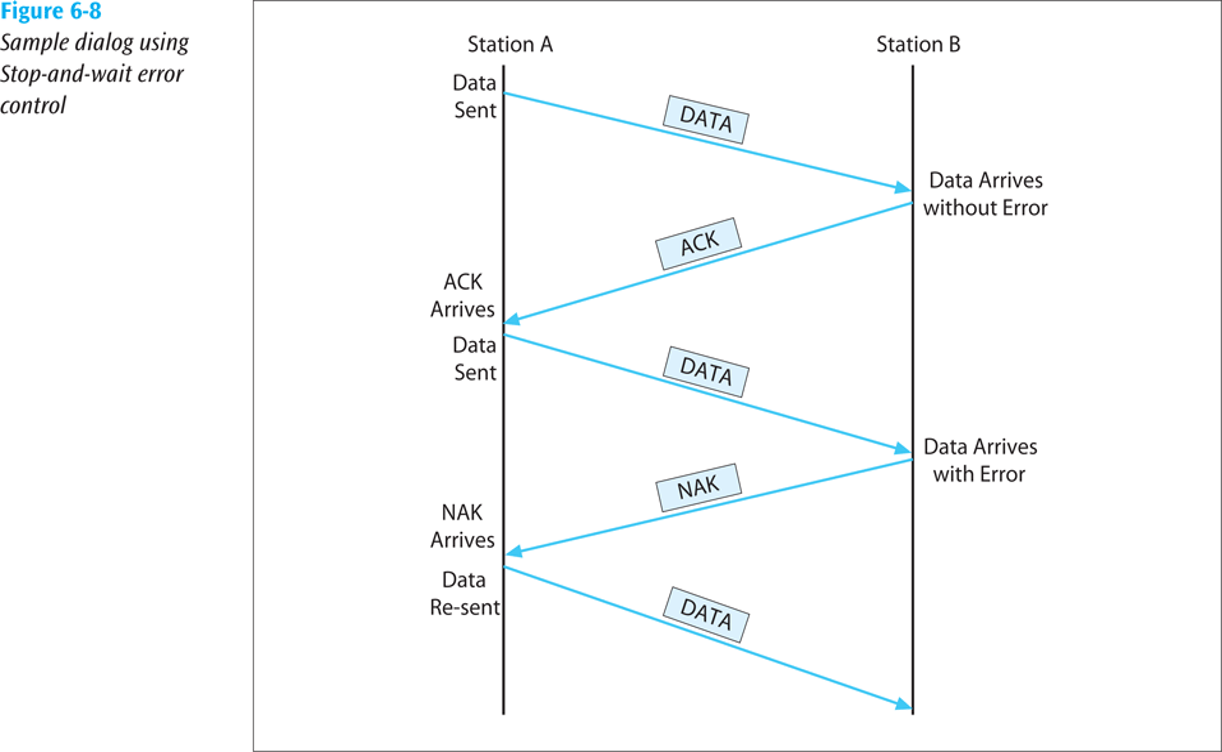 Figure 6-8
Sample dialog using
Stop-and-wait error
control
Station A
Station B
Data
Sent
DATA
Data Arrives
without Error
ACK
ACK
Arrives
Data
Sent
DATA
Data Arrives
with Error
NAK
NAK
Arrives
Data
Re-sent
DATA